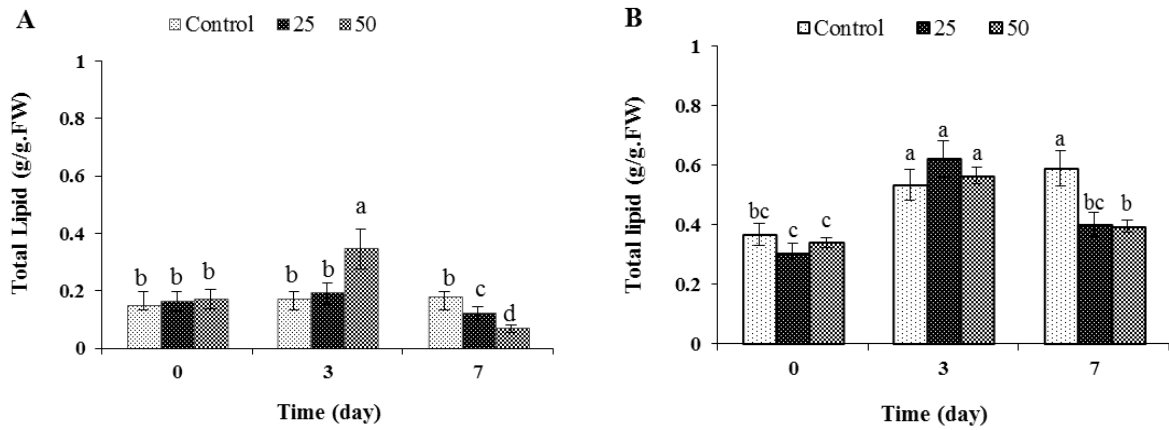 A
Control 25 50
Total Lipid (g/g.FW)
1
0.8
0.6
0.4
0.2
0
b b b
b b a
b c d
0 3 7
Time (day)
B
Control 25 50
Total lipid (g/g.FW)
1
0.8
0.6
0.4
0.2
0
bc c c
a a a
a bc b
0 3 7
Time (day)